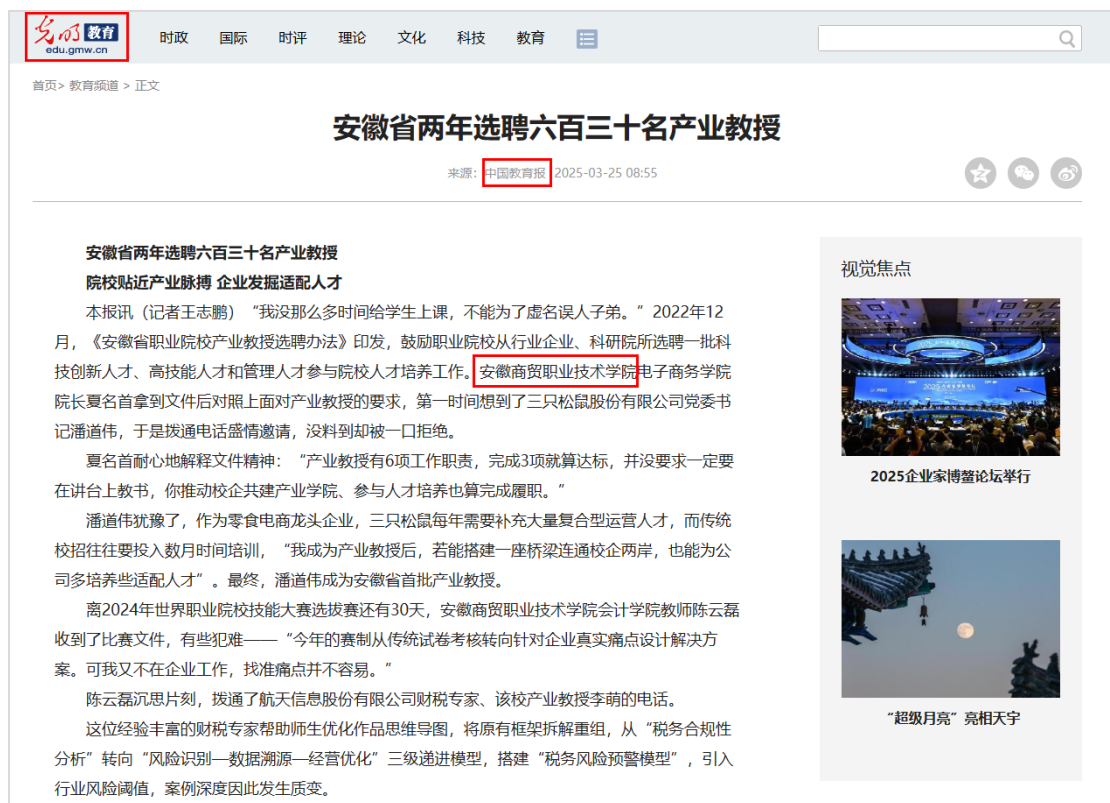 光明教育
edu.gmw.cn
时政 国际 时评 理论 文化 科技 教育
首页> 教育频道 > 正文
安徽省两年选聘六百三十名产业教授
来源：中国教育报 2025-03-25 08:55
安徽省两年选聘六百三十名产业教授
院校贴近产业脉搏 企业发掘适配人才
本报讯（记者王志鹏）“我没那么多时间给学生上课，不能为了虚名误人子弟。”2022年12
月，《安徽省职业院校产业教授选聘办法》印发，鼓励职业院校从行业企业、科研院所选聘一批科
技创新人才、高技能人才和管理人才参与院校人才培养工作。安徽商贸职业技术学院电子商务学院
院长夏名首拿到文件后对照上面对产业教授的要求，第一时间想到了三只松鼠股份有限公司党委书
记潘道伟，于是拨通电话盛情邀请，没料到却被一口拒绝。
夏名首耐心地解释文件精神：“产业教授有6项工作职责，完成3项就算达标，并没要求一定要
在讲台上教书，你推动校企共建产业学院、参与人才培养也算完成履职。”
潘道伟犹豫了，作为零食电商龙头企业，三只松鼠每年需要补充大量复合型运营人才，而传统
校招往往要投入数月时间培训，“我成为产业教授后，若能搭建一座桥梁连通校企两岸，也能为公
司多培养些适配人才”。最终，潘道伟成为安徽省首批产业教授。
离2024年世界职业院校技能大赛选拔赛还有30天，安徽商贸职业技术学院会计学院教师陈云磊
收到了比赛文件，有些犯难——“今年的赛制从传统试卷考核转向针对企业真实痛点设计解决方
案。可我又不在企业工作，找准痛点并不容易。”
陈云磊沉思片刻，拨通了航天信息股份有限公司财税专家、该校产业教授李萌的电话。
这位经验丰富的财税专家帮助师生优化作品思维导图，将原有框架拆解重组，从“税务合规性
分析”转向“风险识别—数据溯源—经营优化”三级递进模型，搭建“税务风险预警模型”，引入
行业风险阈值，案例深度因此发生质变。
视觉焦点
2025企业家博鳌论坛举行
“超级月亮”亮相天宇